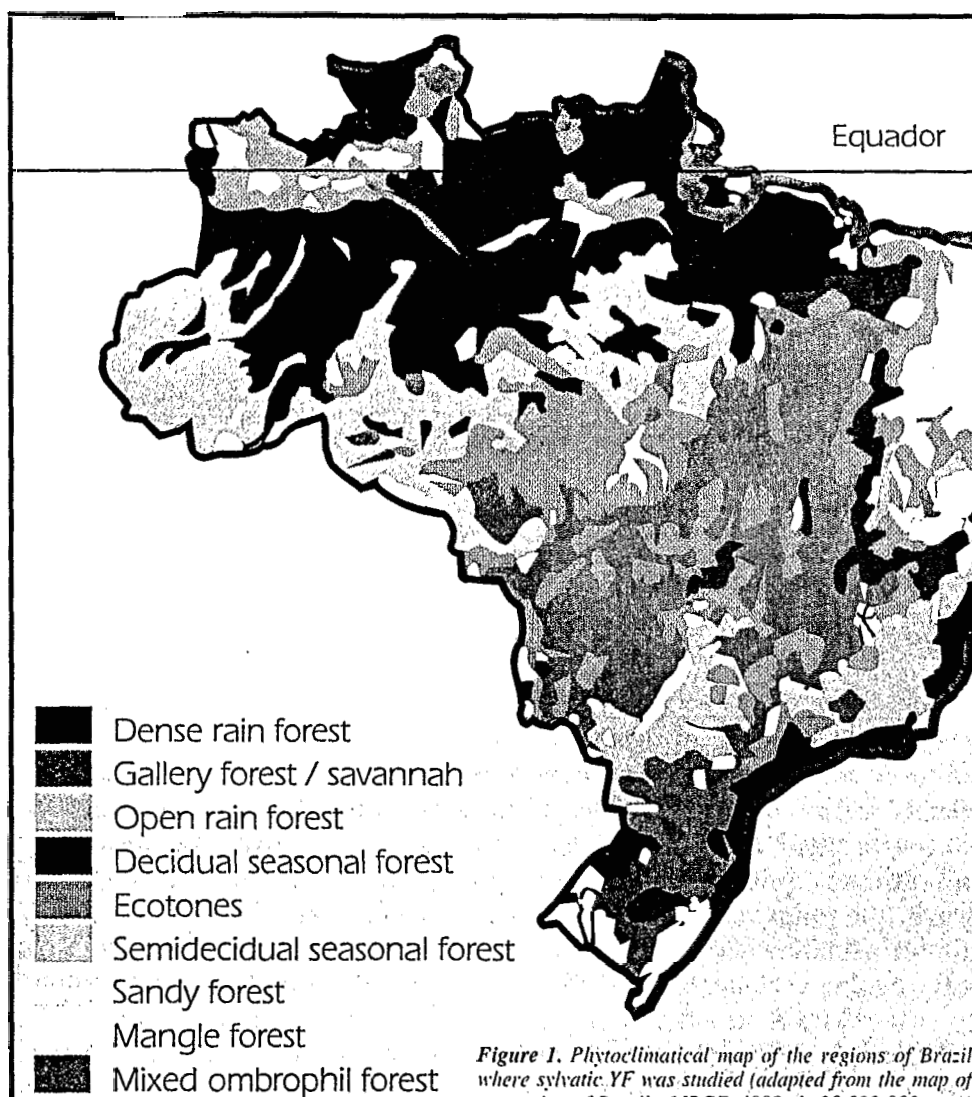 Equador
Dense rain forest
Gallery forest / savannah
Open rain forest
Decidual seasonal forest
Ecotones
Semidecidual seasonal forest
Sandy forest
Mangle forest
Mixed ombrophil forest
Figure 1. Phytoclimatical map of the regions of Brazil
where sylvatic YF was studied (adapted from the map of